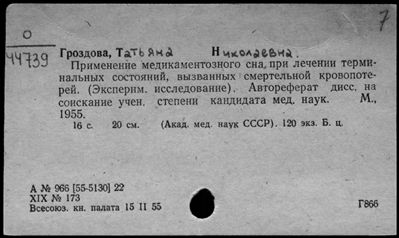 7
О
44739
Гроздова, Татьяна Николаевна.
Применение медикаментозного сна, при лечении терми-
нальных состояний, вызванных смертельной кровопоте-
рей. (Эксперим. исследование). Автореферат дисс. на
соискание учен. степени кандидата мед. наук. М.,
1955.
16 с. 20 см. (Акад. мед. наук СССР). 120 экз. Б. ц.
А № 966 [55-5130] 22
XIX № 173
Всесоюз. кн. палата 15 II 55
Г866